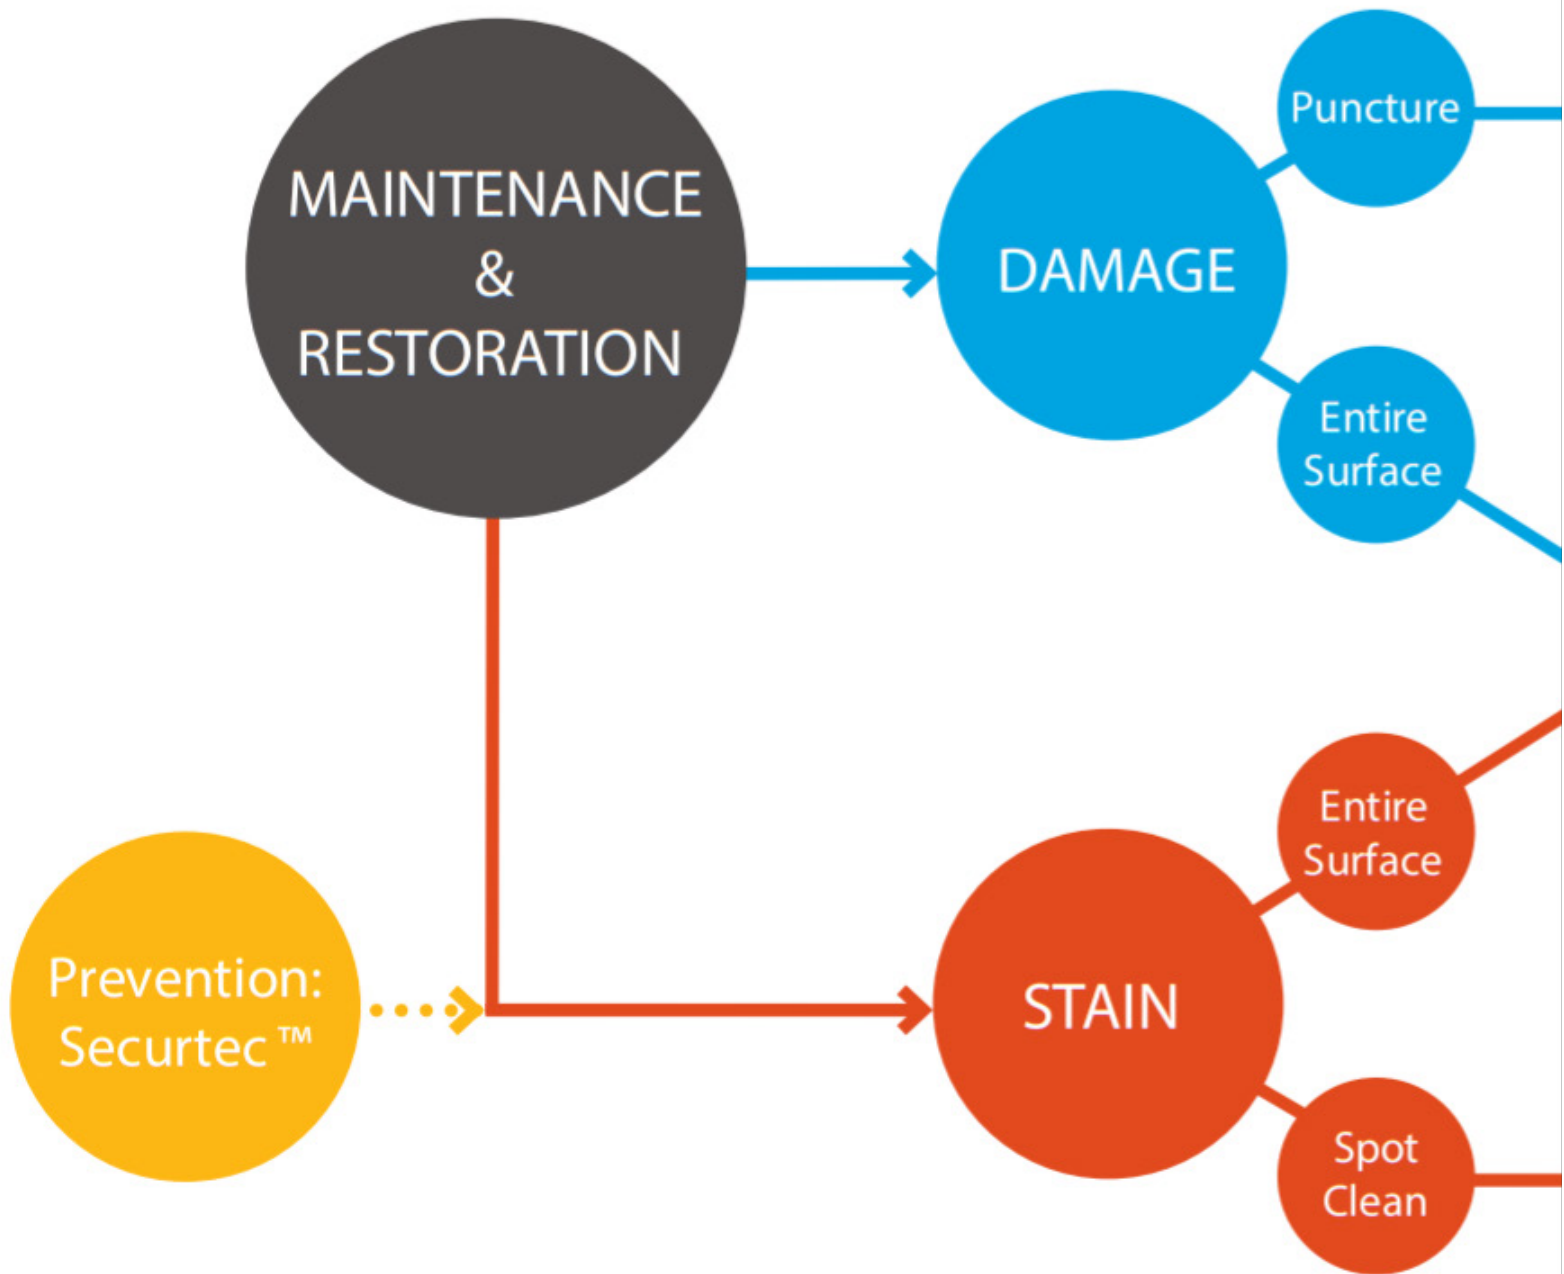 MAINTENANCE
&
RESTORATION
DAMAGE
Puncture
Entire
Surface
Entire
Surface
STAIN
Spot
Clean
Prevention:
Securtec™